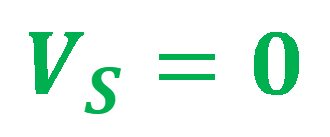 V_S = 0